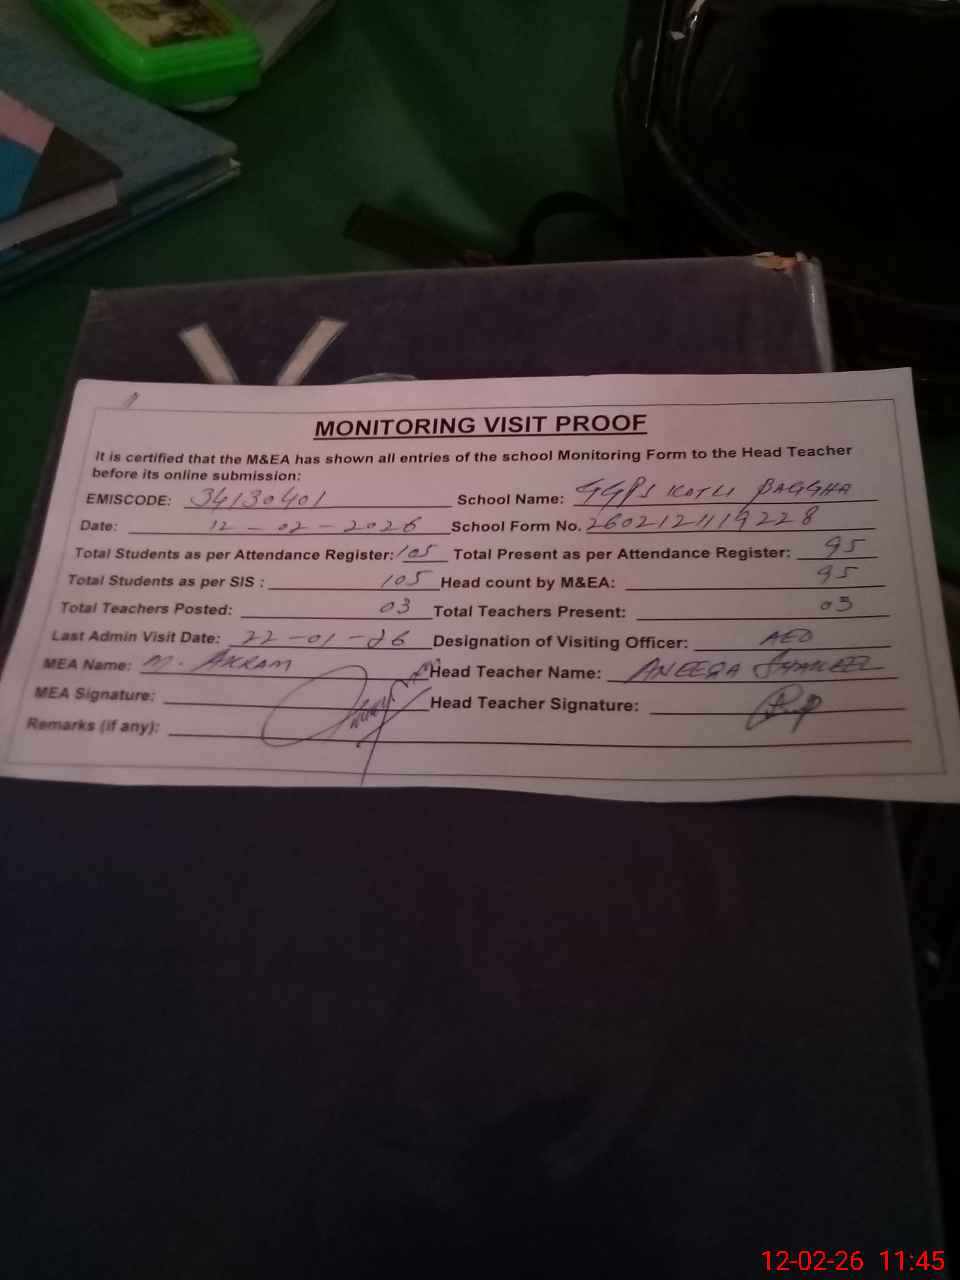 MONITORING VISIT PROOF
It is certified that the M&EA has shown all entries of the school Monitoring Form to the Head Teacher
before its online submission:
EMISCODE: 34130401 School Name: GGPS KOTLI BAGGHA
Date: 12-02-2026 School Form No. 2602121119228
Total Students as per Attendance Register: 105 Total Present as per Attendance Register: 95
Total Students as per SIS : 105 Head count by M&EA: 95
Total Teachers Posted: 03 Total Teachers Present: 03
Last Admin Visit Date: 22-01-26 Designation of Visiting Officer: AEO
MEA Name: M. AKRAM Head Teacher Name: ANEEQA SHAKEEL
MEA Signature: Head Teacher Signature:
Remarks (if any):
12-02-26 11:45